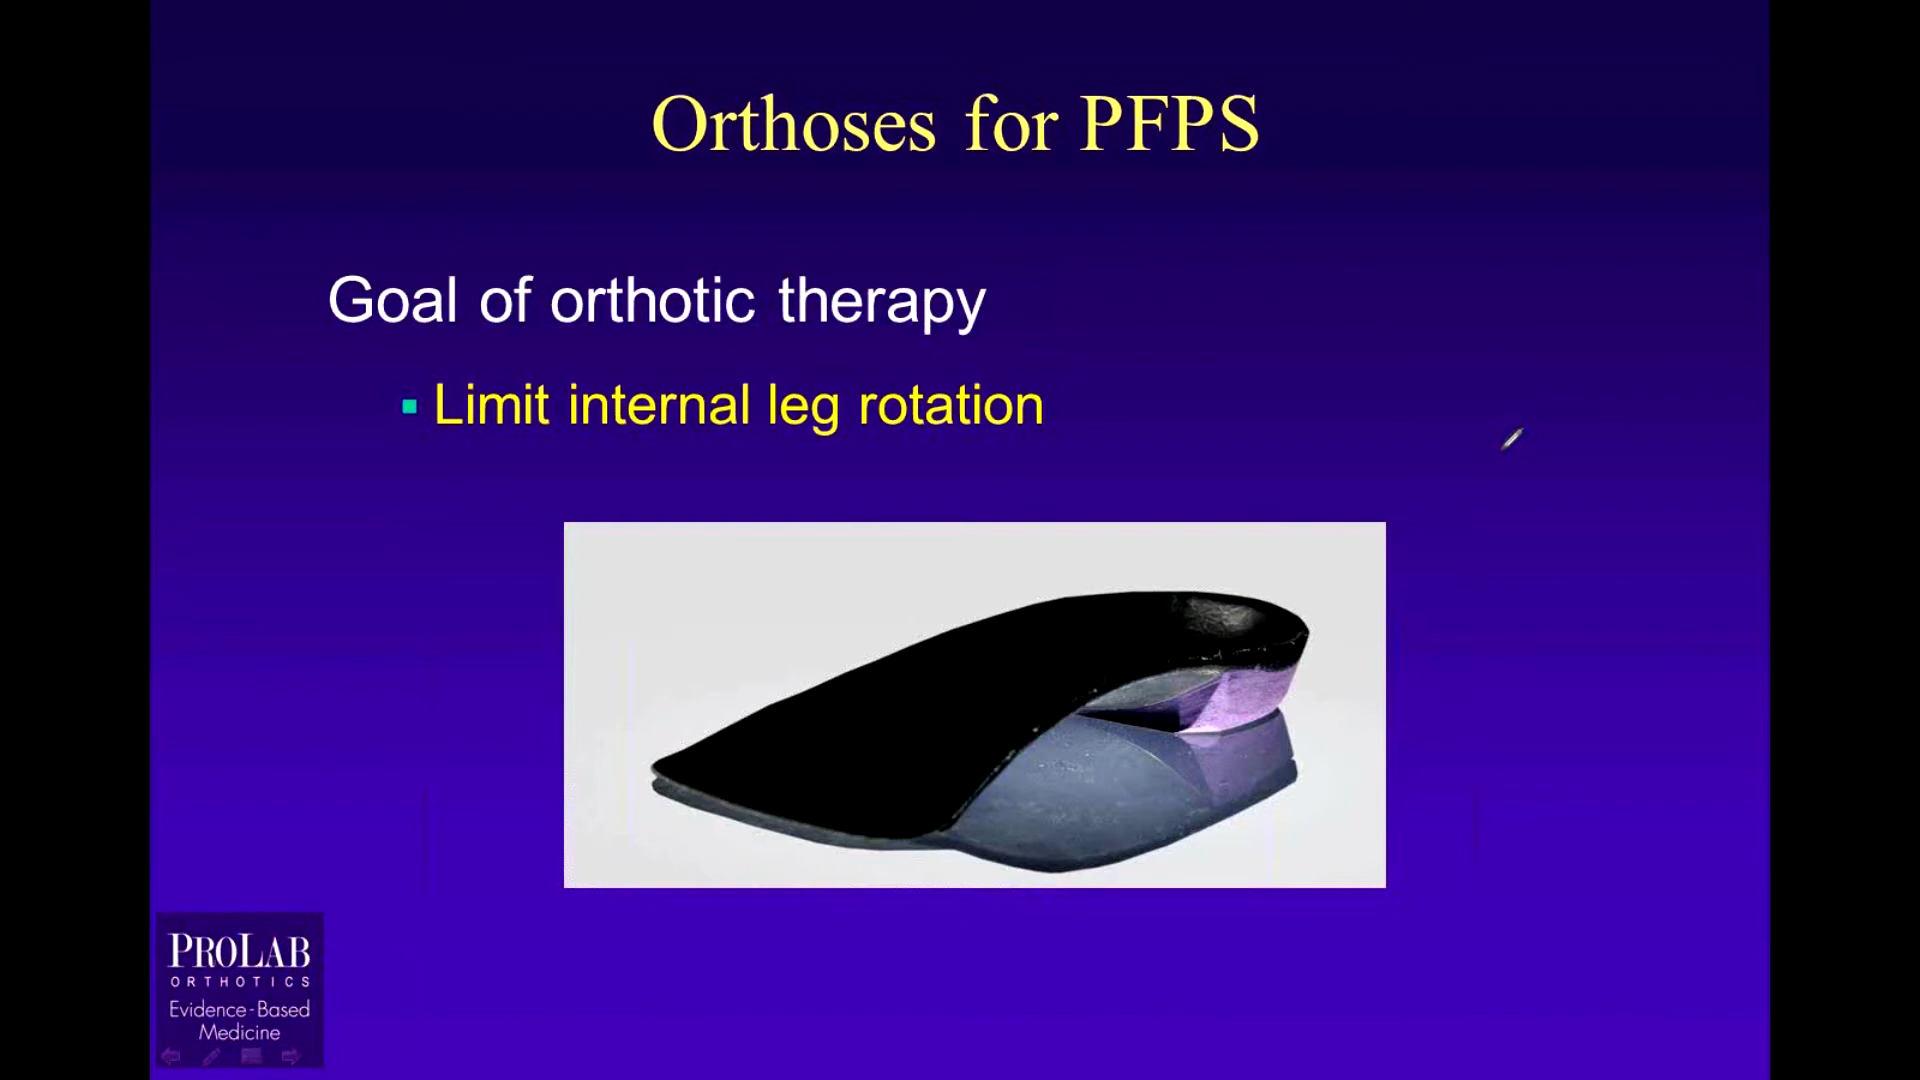 Orthoses for PFPS
Goal of orthotic therapy
Limit internal leg rotation
PROLAB
ORTHOTICS
Evidence-Based
Medicine